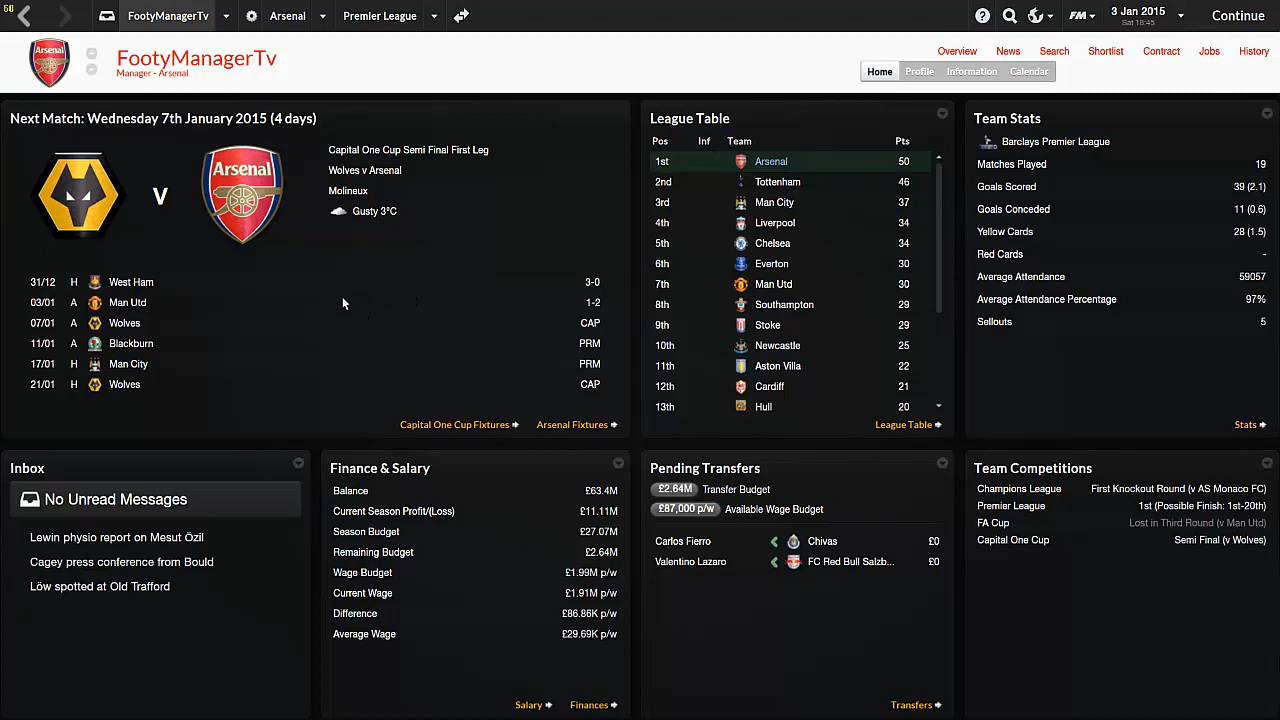 60
FootyManagerTv Arsenal Premier League FM 3 Jan 2015 Continue
Sat 18:45
Arsenal
FootyManagerTv
Manager - Arsenal
Overview News Search Shortlist Contract Jobs History
Home Profile Information Calendar
Next Match: Wednesday 7th January 2015 (4 days)
Capital One Cup Semi Final First Leg
Wolves v Arsenal
Molineux
Gusty 3°C
V
Arsenal
31/12 H West Ham 3-0
03/01 A Man Utd 1-2
07/01 A Wolves CAP
11/01 A Blackburn PRM
17/01 H Man City PRM
21/01 H Wolves CAP
Capital One Cup Fixtures Arsenal Fixtures
League Table
Pos Inf Team Pts
1st Arsenal 50
2nd Tottenham 46
3rd Man City 37
4th Liverpool 34
5th Chelsea 34
6th Everton 30
7th Man Utd 30
8th Southampton 29
9th Stoke 29
10th Newcastle 25
11th Aston Villa 22
12th Cardiff 21
13th Hull 20
League Table
Team Stats
Barclays Premier League
Matches Played 19
Goals Scored 39 (2.1)
Goals Conceded 11 (0.6)
Yellow Cards 28 (1.5)
Red Cards -
Average Attendance 59057
Average Attendance Percentage 97%
Sellouts 5
Stats
Inbox
No Unread Messages
Lewin physio report on Mesut Özil
Cagey press conference from Bould
Löw spotted at Old Trafford
Finance & Salary
Balance £63.4M
Current Season Profit/(Loss) £11.11M
Season Budget £27.07M
Remaining Budget £2.64M
Wage Budget £1.99M p/w
Current Wage £1.91M p/w
Difference £86.86K p/w
Average Wage £29.69K p/w
Salary Finances
Pending Transfers
£2.64M Transfer Budget
£87,000 p/w Available Wage Budget
Carlos Fierro Chivas £0
Valentino Lazaro FC Red Bull Salzb... £0
Transfers
Team Competitions
Champions League First Knockout Round (v AS Monaco FC)
Premier League 1st (Possible Finish: 1st-20th)
FA Cup Lost in Third Round (v Man Utd)
Capital One Cup Semi Final (v Wolves)